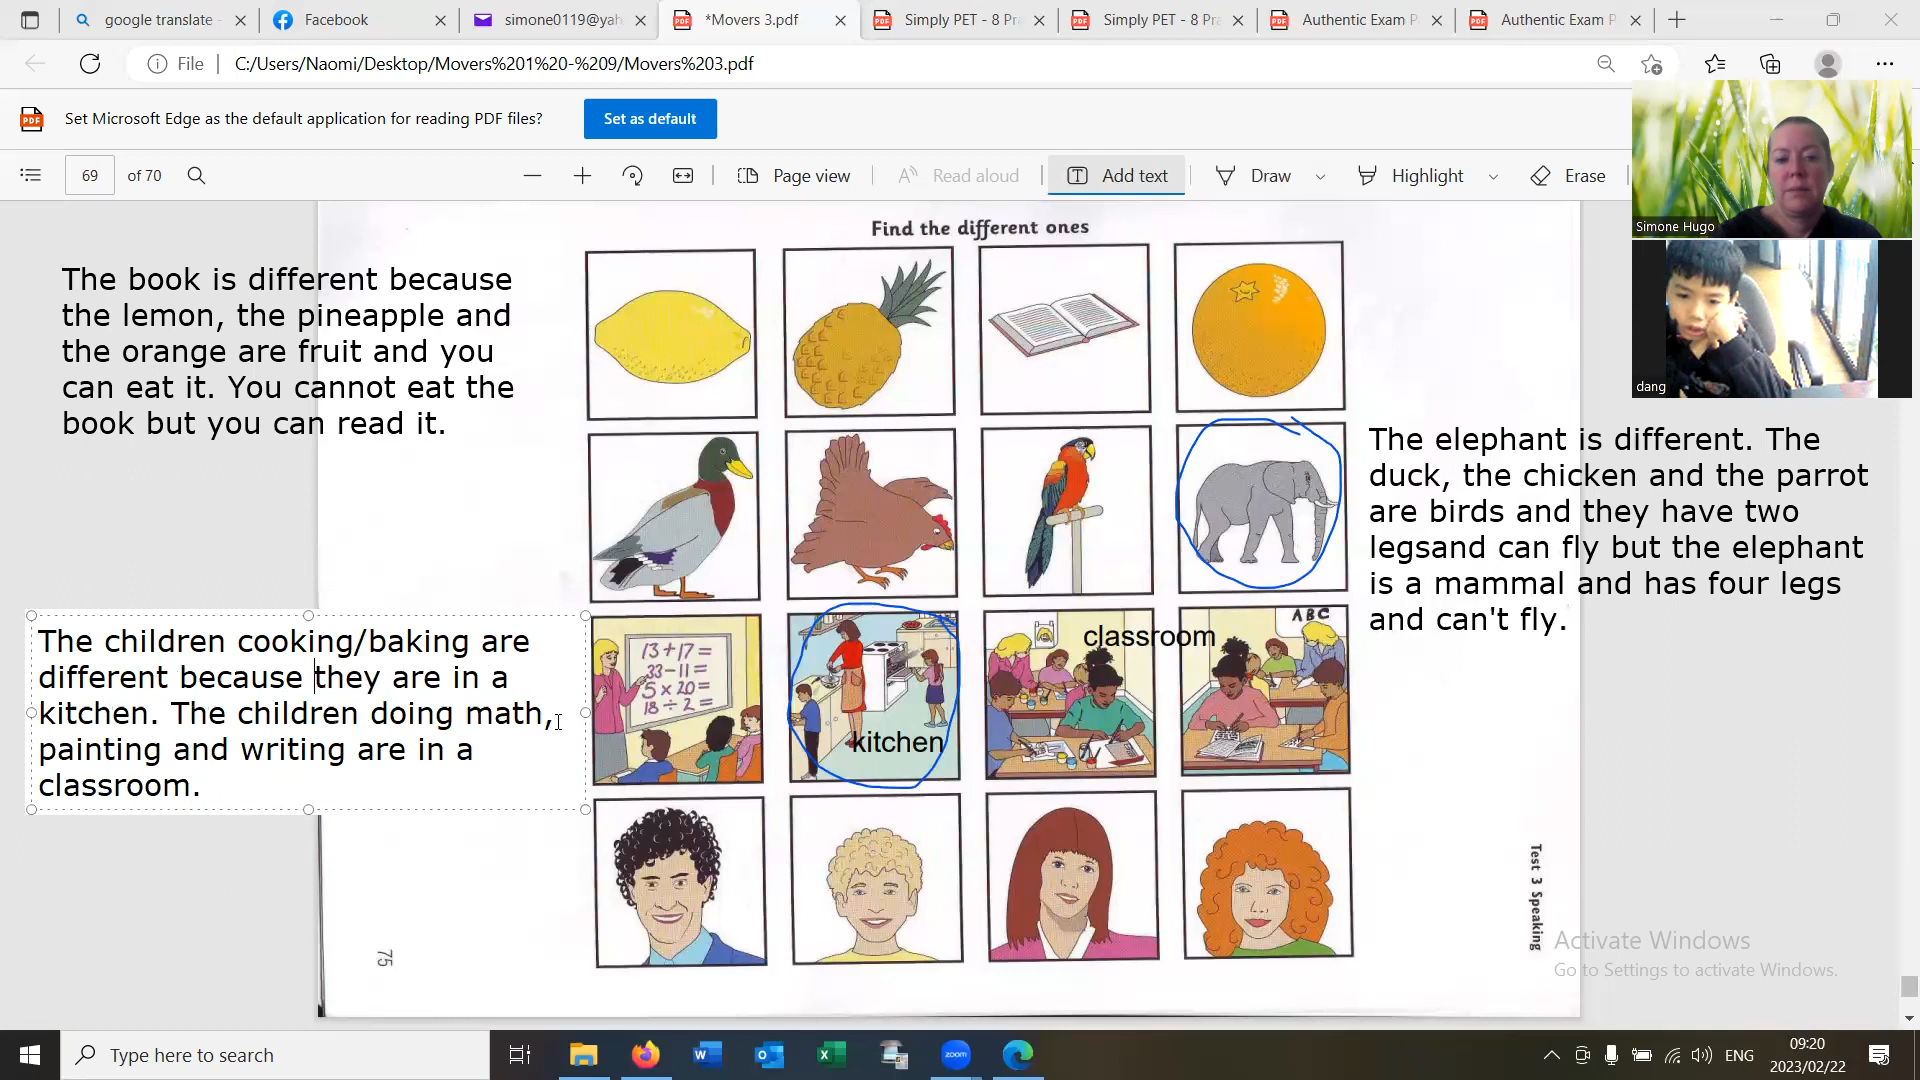 google translate
Facebook
simone0119@yah
*Movers 3.pdf
Simply PET - 8 Pr
Simply PET - 8 Pra
Authentic Exam P
Authentic Exam P
File
C:/Users/Naomi/Desktop/Movers%201%20-%209/Movers%203.pdf
PDF
Set Microsoft Edge as the default application for reading PDF files?
Set as default
69 of 70
Page view
Read aloud
Add text
Draw
Highlight
Erase
Simone Hugo
dang
Find the different ones
The book is different because
the lemon, the pineapple and
the orange are fruit and you
can eat it. You cannot eat the
book but you can read it.
The elephant is different. The
duck, the chicken and the parrot
are birds and they have two
legsand can fly but the elephant
is a mammal and has four legs
and can't fly.
The children cooking/baking are
different because they are in a
kitchen. The children doing math,
painting and writing are in a
classroom.
13 + 17 =
33 - 11 =
5 x 20 =
18 ÷ 2 =
kitchen
classroom
ABC
Test 3 Speaking
75
Activate Windows
Go to Settings to activate Windows.
Type here to search
zoom
ENG
09:20
2023/02/22